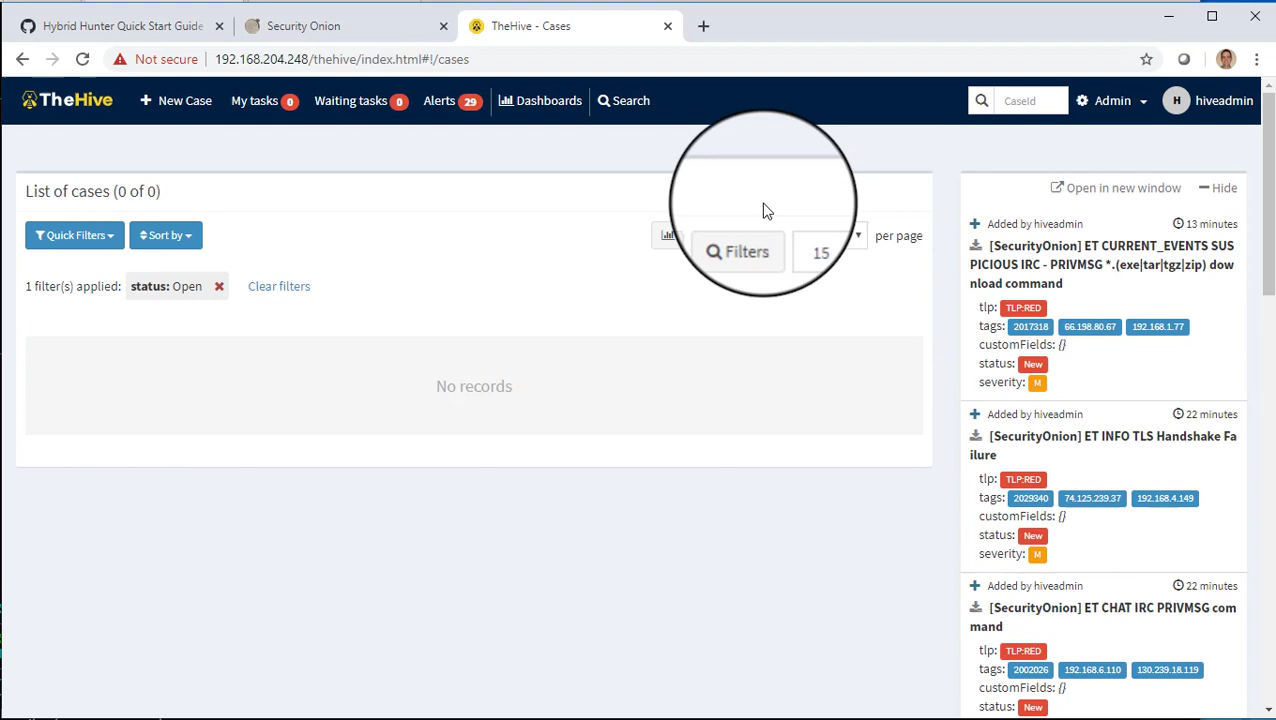 Hybrid Hunter Quick Start Guide
Security Onion
TheHive - Cases
Not secure
192.168.204.248/thehive/index.html#!/cases
TheHive
New Case
My tasks 0
Waiting tasks 0
Alerts 29
Dashboards
Search
CaseId
Admin
H
hiveadmin
List of cases (0 of 0)
Quick Filters
Sort by
Filters
15
per page
1 filter(s) applied:
status: Open
Clear filters
No records
Open in new window
Hide
Added by hiveadmin
13 minutes
[SecurityOnion] ET CURRENT_EVENTS SUS
PICIOUS IRC - PRIVMSG *.(exe|tar|tgz|zip) dow
nload command
tlp: TLP:RED
tags: 2017318 66.198.80.67 192.168.1.77
customFields: {}
status: New
severity: M
Added by hiveadmin
22 minutes
[SecurityOnion] ET INFO TLS Handshake Fa
ilure
tlp: TLP:RED
tags: 2029340 74.125.239.37 192.168.4.149
customFields: {}
status: New
severity: M
Added by hiveadmin
22 minutes
[SecurityOnion] ET CHAT IRC PRIVMSG com
mand
tlp: TLP:RED
tags: 2002026 192.168.6.110 130.239.18.119
customFields: {}
status: New